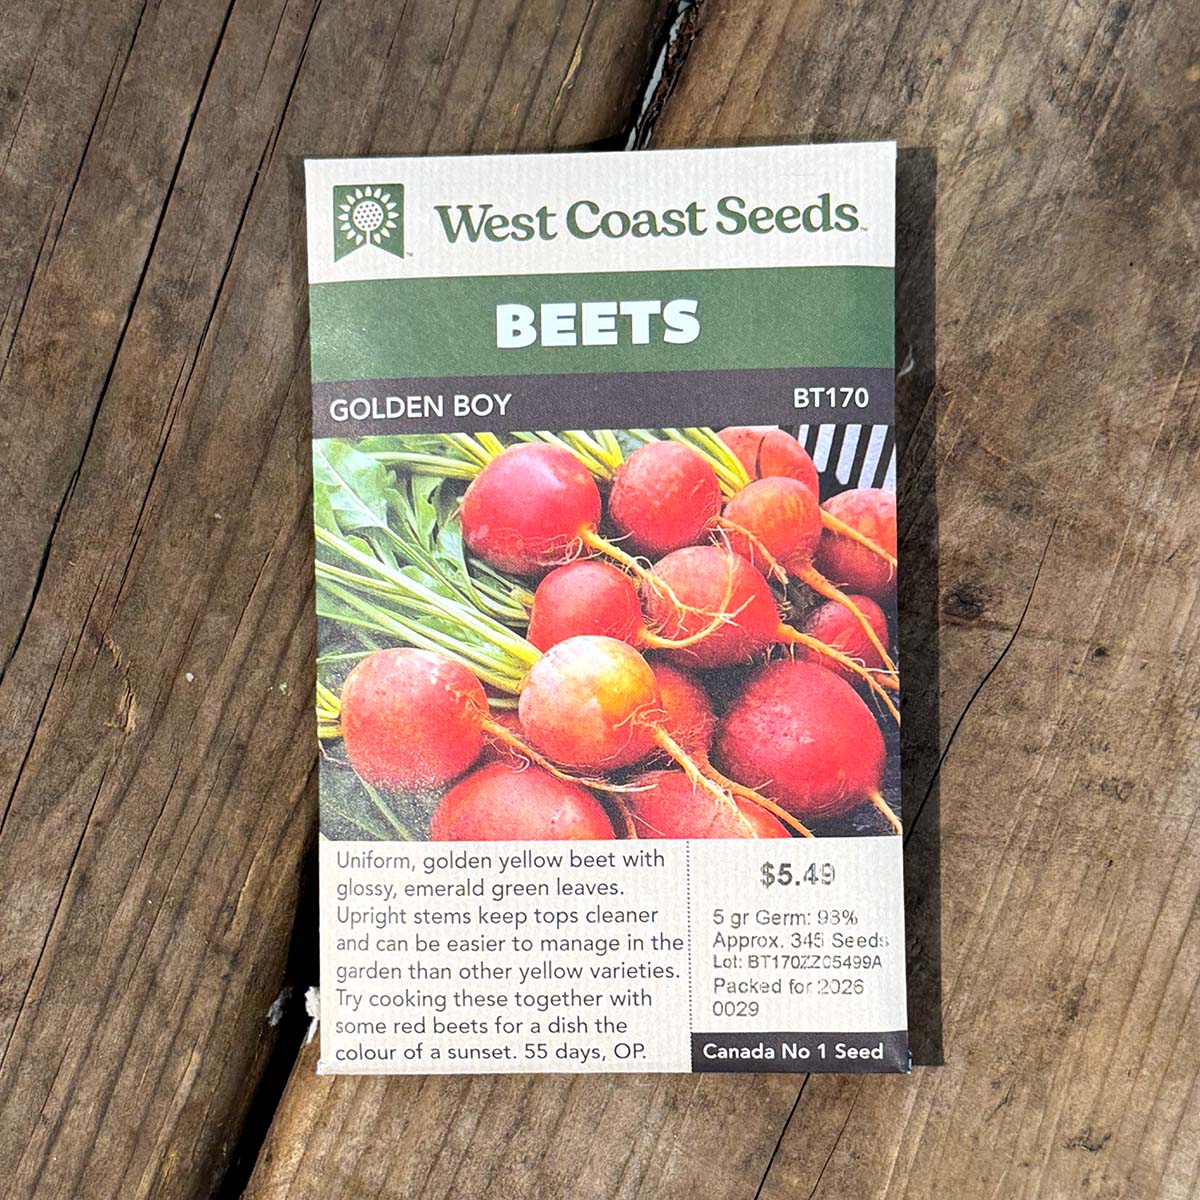 West Coast Seeds™
BEETS
GOLDEN BOY
BT170
Uniform, golden yellow beet with
glossy, emerald green leaves.
Upright stems keep tops cleaner
and can be easier to manage in the
garden than other yellow varieties.
Try cooking these together with
some red beets for a dish the
colour of a sunset. 55 days, OP.
$5.49
5 gr Germ: 93%
Approx. 345 Seeds
Lot: BT170ZZ05499A
Packed for 2026
0029
Canada No 1 Seed